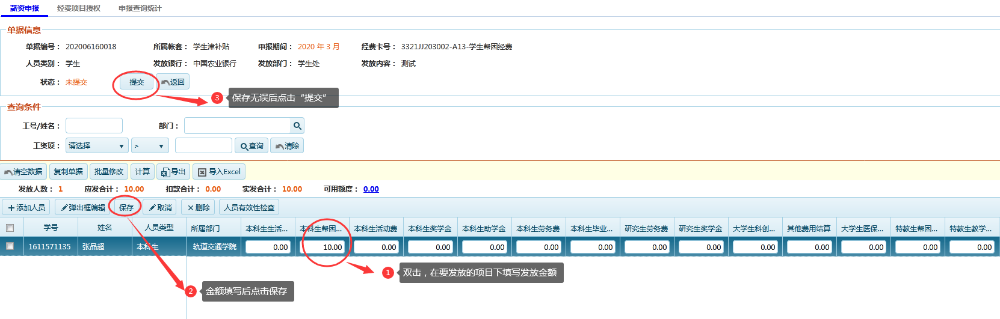 薪资申报 经费项目授权 申报查询统计
单据信息
单据编号： 202006160018 所属帐套： 学生津补贴 申报期间： 2020 年 3 月 经费卡号： 3321JJ203002-A13-学生帮困经费
人员类别： 学生 发放银行： 中国农业银行 发放部门： 学生处 发放内容： 测试
状态： 未提交 提交 返回
3 保存无误后点击“提交”
查询条件
工号/姓名： 部门：
工资项： 请选择 > 查询 清除
清空数据 复制单据 批量修改 计算 导出 导入Excel
发放人数： 1 应发合计： 10.00 扣款合计： 0.00 实发合计： 10.00 可用额度： 0.00
添加人员 弹出框编辑 保存 取消 删除 人员有效性检查
学号 姓名 人员类型 所属部门 本科生生活... 本科生帮困... 本科生活动费 本科生奖学金 本科生助学金 本科生劳务费 本科生毕业... 研究生劳务费 研究生奖学金 大学生科创... 其他费用结算 大学生医保... 特教生帮困... 特教生教学...
1611571135 张品超 本科生 轨道交通学院 0.00 10.00 0.00 0.00 0.00 0.00 0.00 0.00 0.00 0.00 0.00 0.00 0.00 0.00
1 双击，在要发放的项目下填写发放金额
2 金额填写后点击保存